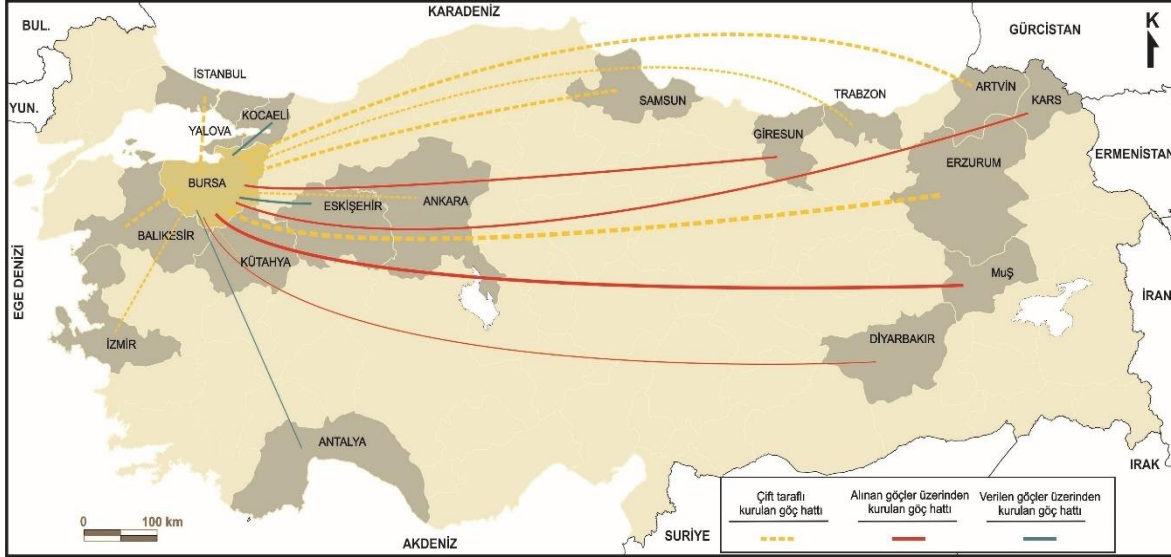 KARADENİZ
BUL.
GÜRCİSTAN
K
YUN.
İSTANBUL
KOCAELİ
YALOVA
SAMSUN
TRABZON
ARTVİN
KARS
GİRESUN
ERMENİSTAN
ERZURUM
BURSA
ESKİŞEHİR
ANKARA
BALIKESİR
KÜTAHYA
EGE DENİZİ
MuŞ
İRAN
İZMİR
DİYARBAKIR
ANTALYA
IRAK
SURİYE
AKDENİZ
0 100 km
Çift taraflı
kurulan göç hattı
Alınan göçler üzerinden
kurulan göç hattı
Verilen göçler üzerinden
kurulan göç hattı